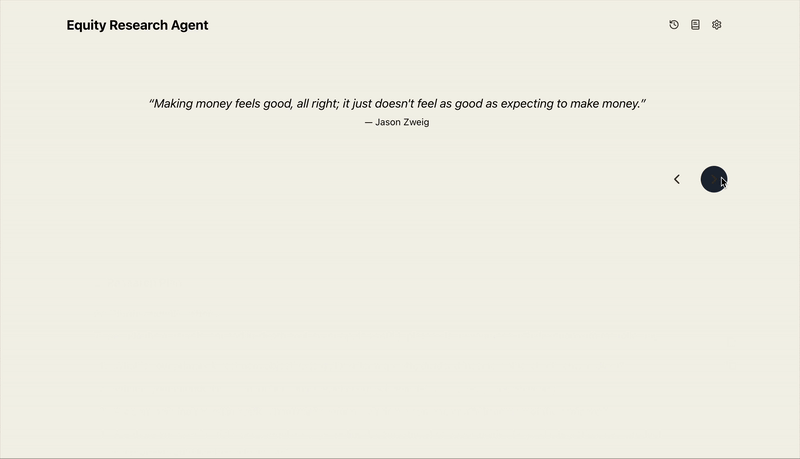 Equity Research Agent
“Making money feels good, all right; it just doesn't feel as good as expecting to make money.”
— Jason Zweig